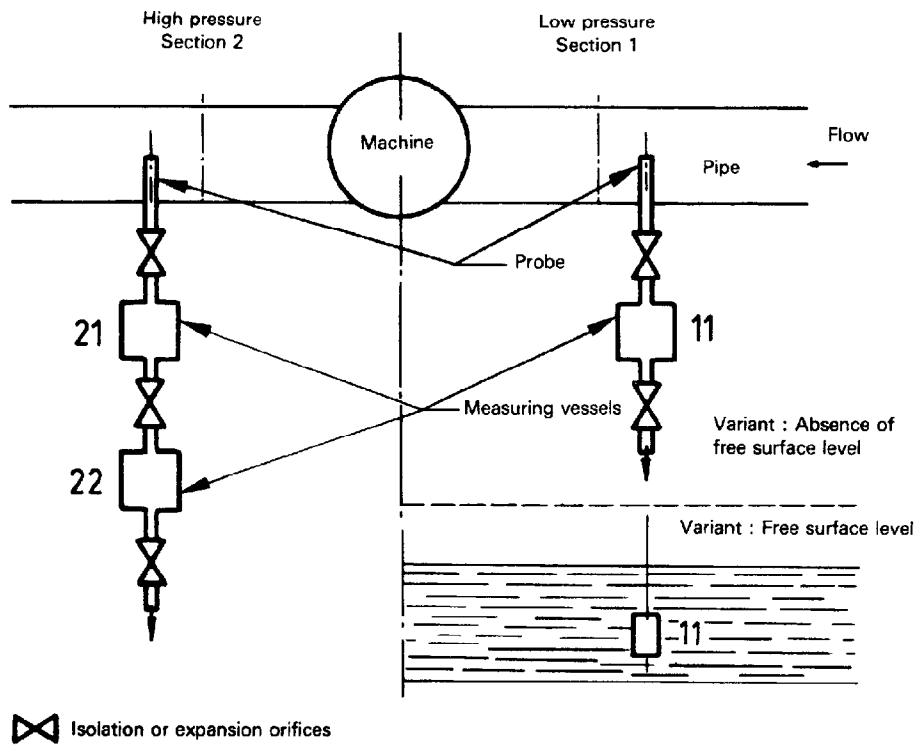 High pressure
Section 2
Low pressure
Section 1
Machine
Flow
Pipe
Probe
21
11
Measuring vessels
Variant : Absence of
free surface level
22
Variant : Free surface level
11
Isolation or expansion orifices